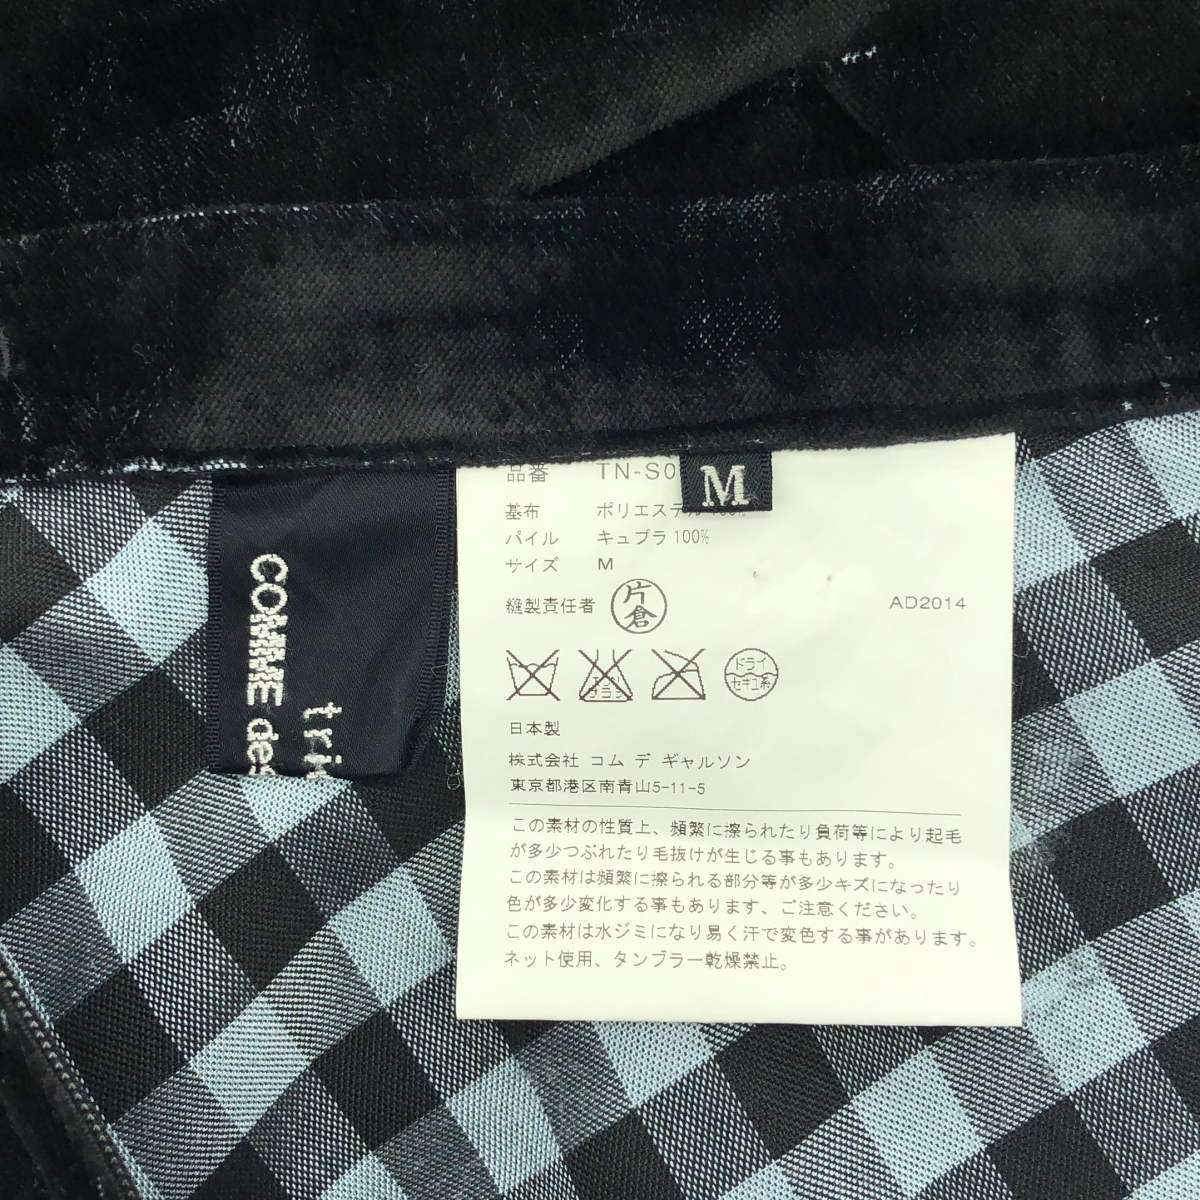 COMME des
tri
M
品番 TN-S0
基布 ポリエステル 100%
パイル キュプラ 100%
サイズ M
縫製責任者 片倉
AD2014
ドライ
セキユ系
日本製
株式会社 コム デ ギャルソン
東京都港区南青山5-11-5
この素材の性質上、頻繁に擦られたり負荷等により起毛
が多少つぶれたり毛抜けが生じる事もあります。
この素材は頻繁に擦られる部分等が多少キズになったり
色が多少変化する事もあります、ご注意ください。
この素材は水ジミになり易く汗で変色する事があります。
ネット使用、タンブラー乾燥禁止。